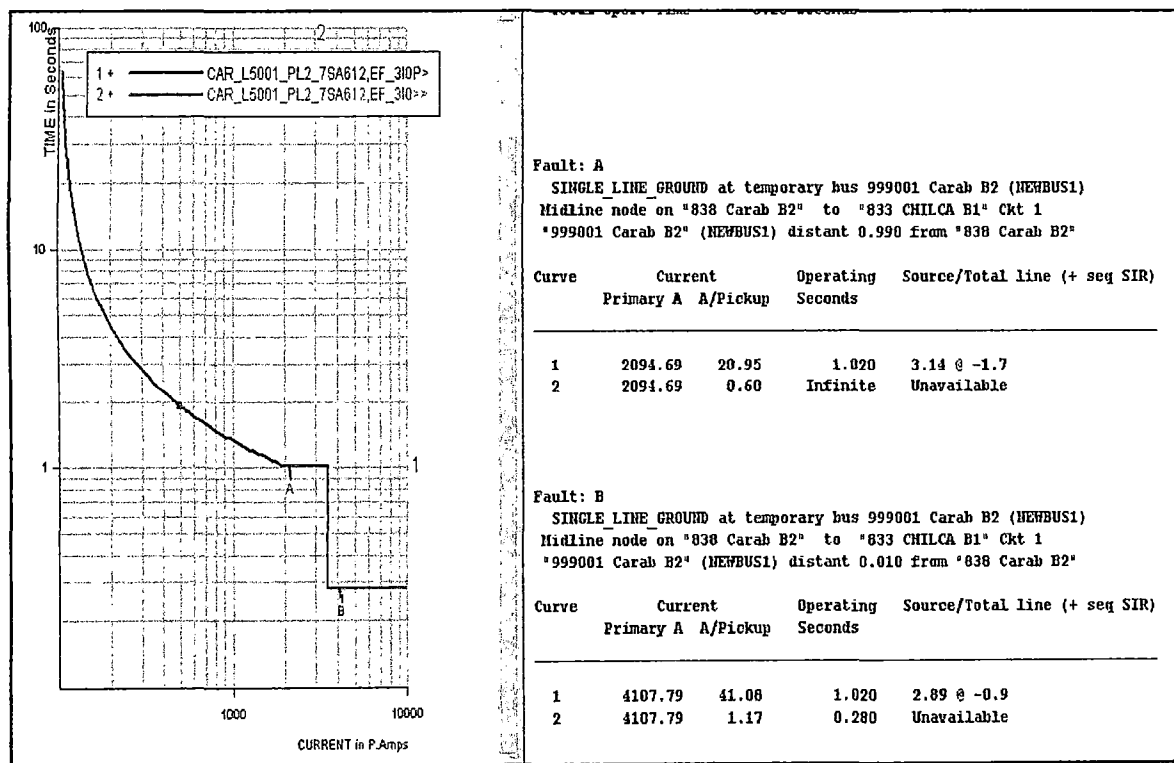 100
2
TIME in Seconds
1 + CAR_L5001_PL2_7SA612,EF_3I0P>
2 + CAR_L5001_PL2_7SA612,EF_3I0>>
10
1
1
A
B
1000
10000
CURRENT in P.Amps
Fault: A
SINGLE_LINE_GROUND at temporary bus 999001 Carab B2 (NEWBUS1)
Midline node on "838 Carab B2" to "833 CHILCA B1" Ckt 1
"999001 Carab B2" (NEWBUS1) distant 0.990 from "838 Carab B2"
Curve Current Operating Source/Total line (+ seq SIR)
Primary A A/Pickup Seconds
1 2094.69 20.95 1.020 3.14 @ -1.7
2 2094.69 0.60 Infinite Unavailable
Fault: B
SINGLE_LINE_GROUND at temporary bus 999001 Carab B2 (NEWBUS1)
Midline node on "838 Carab B2" to "833 CHILCA B1" Ckt 1
"999001 Carab B2" (NEWBUS1) distant 0.010 from "838 Carab B2"
Curve Current Operating Source/Total line (+ seq SIR)
Primary A A/Pickup Seconds
1 4107.79 41.08 1.020 2.89 @ -0.9
2 4107.79 1.17 0.280 Unavailable